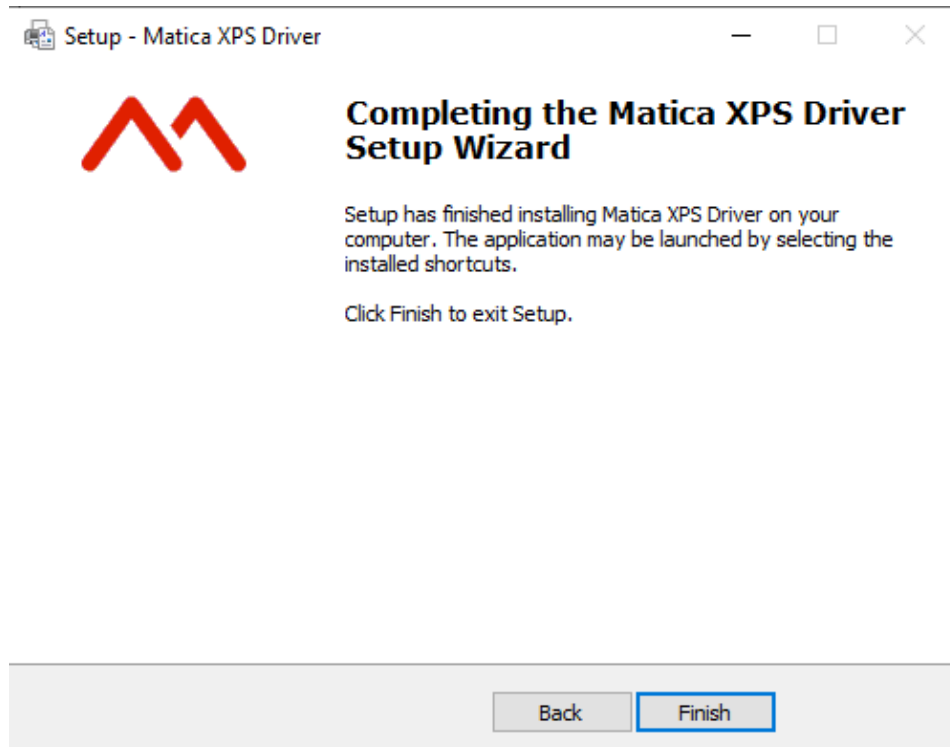 Setup - Matica XPS Driver
Completing the Matica XPS Driver
Setup Wizard
Setup has finished installing Matica XPS Driver on your
computer. The application may be launched by selecting the
installed shortcuts.
Click Finish to exit Setup.
Back
Finish